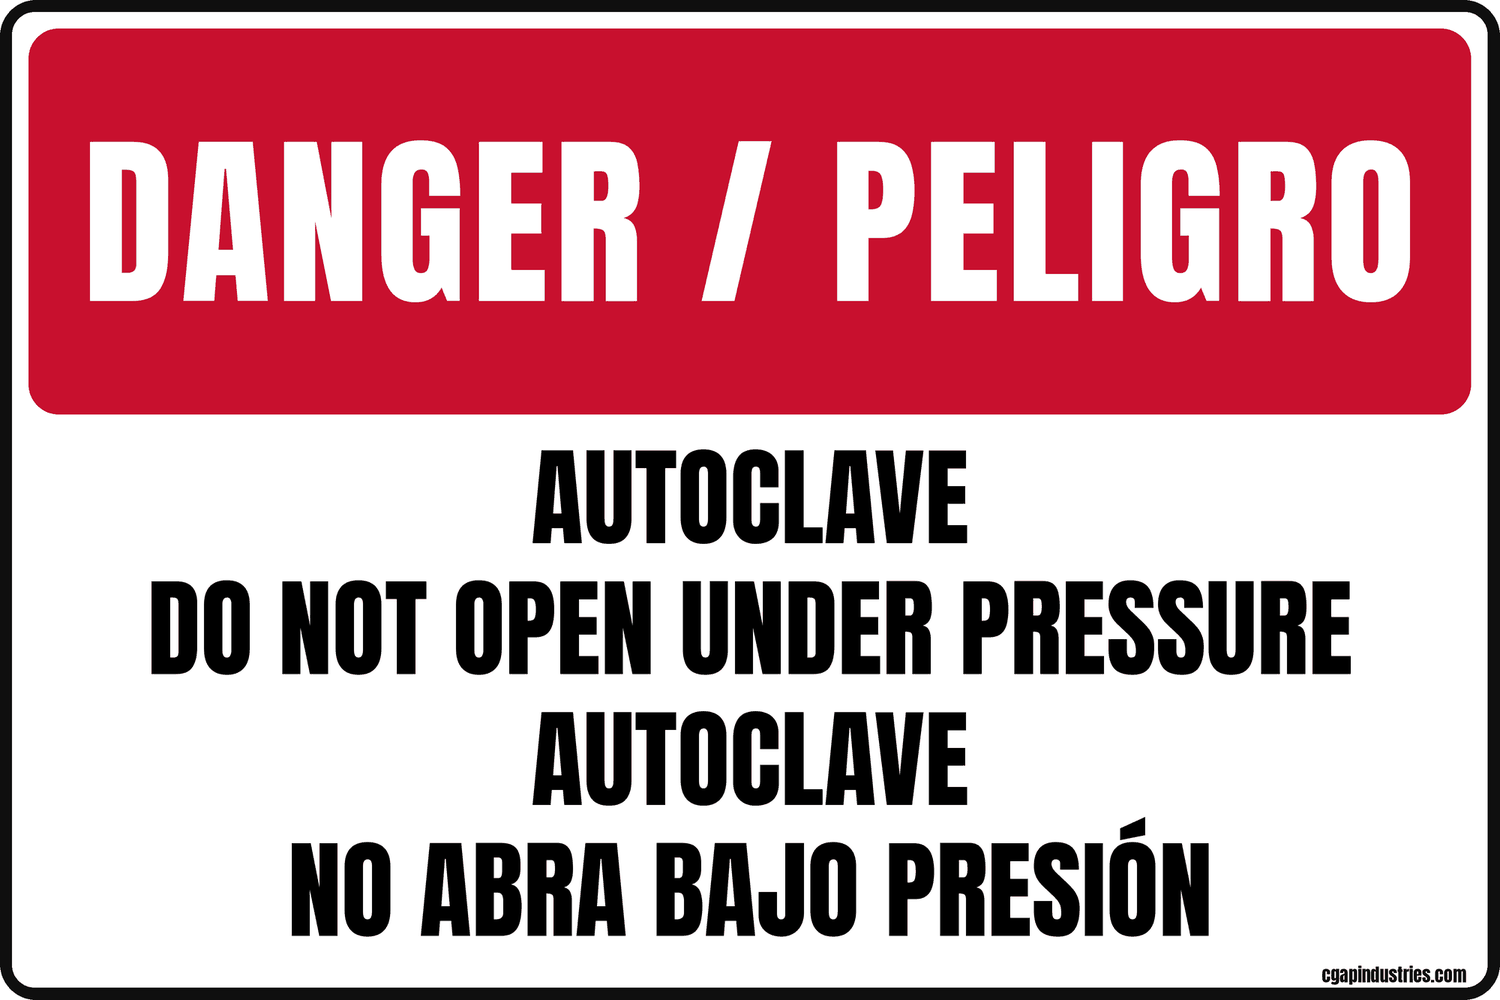 DANGER / PELIGRO
AUTOCLAVE
DO NOT OPEN UNDER PRESSURE
AUTOCLAVE
NO ABRA BAJO PRESIÓN
cgapindustries.com